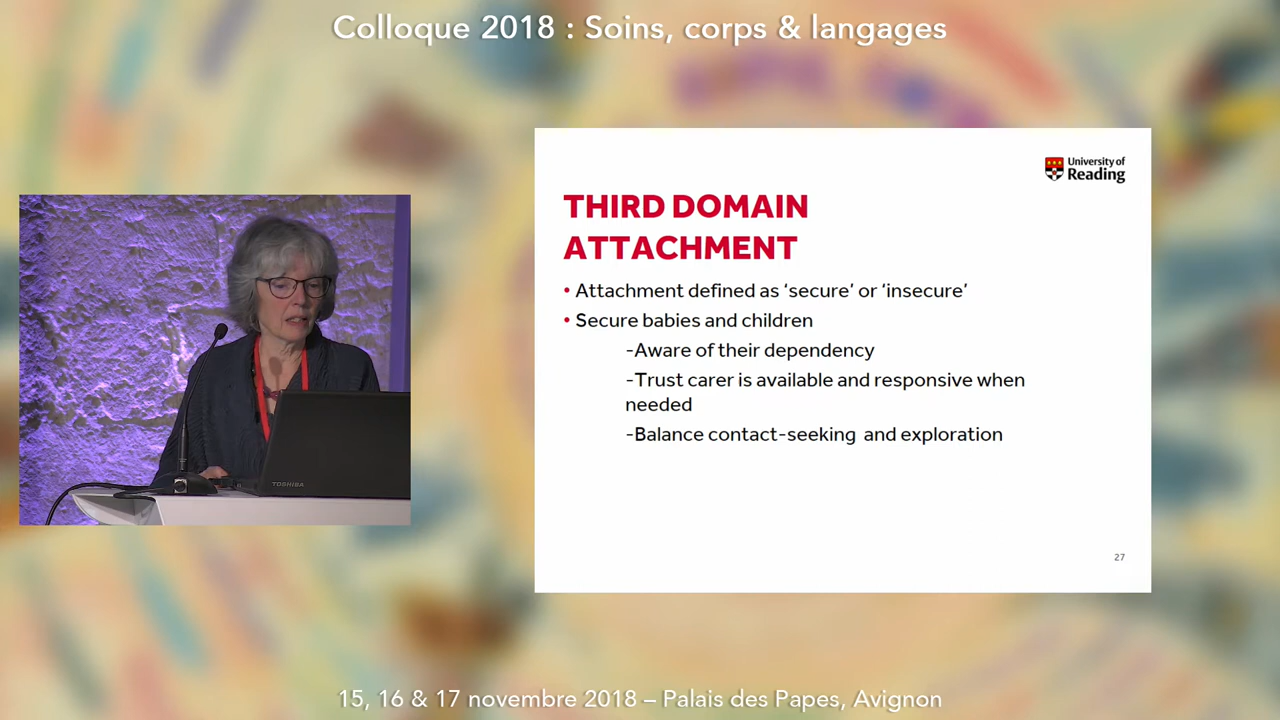 Colloque 2018 : Soins, corps & langages
University of
Reading
THIRD DOMAIN
ATTACHMENT
• Attachment defined as ‘secure’ or ‘insecure’
• Secure babies and children
-Aware of their dependency
-Trust carer is available and responsive when
needed
-Balance contact-seeking and exploration
TOSHIBA
27
15, 16 & 17 novembre 2018 – Palais des Papes, Avignon